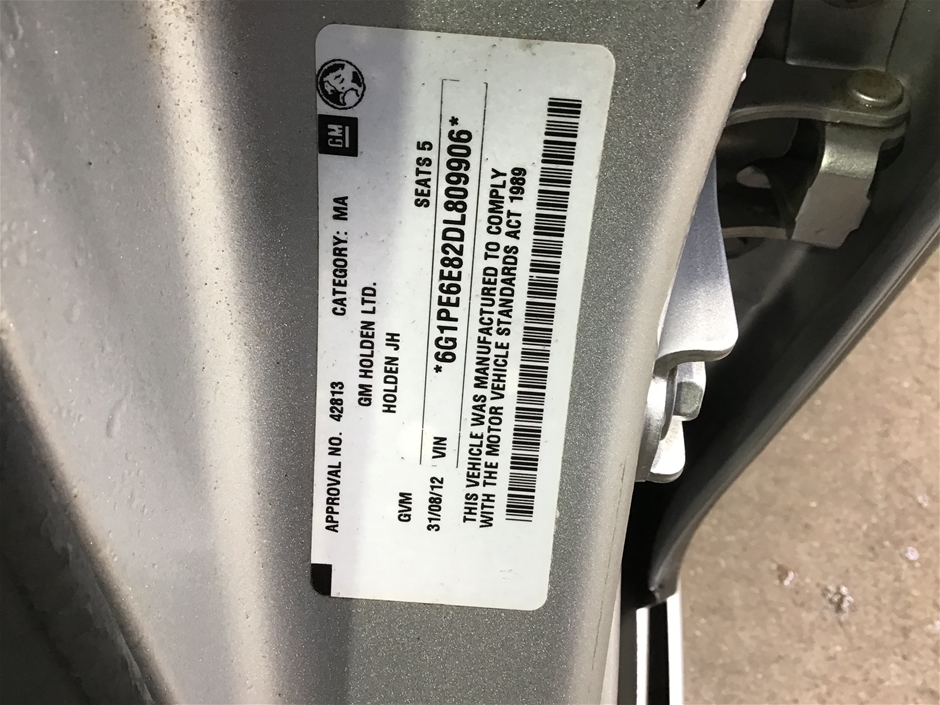 GM
APPROVAL NO. 42813 CATEGORY: MA
GM HOLDEN LTD.
HOLDEN JH
GVM SEATS 5
31/08/12 VIN *6G1PE6E82DL809906*
THIS VEHICLE WAS MANUFACTURED TO COMPLY
WITH THE MOTOR VEHICLE STANDARDS ACT 1989